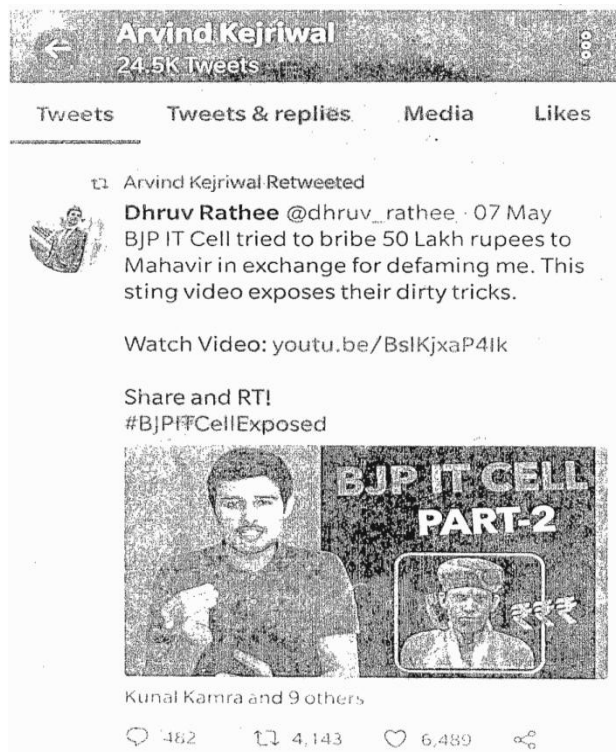 Arvind Kejriwal
24.5K Tweets
Tweets Tweets & replies Media Likes
Arvind Kejriwal Retweeted
Dhruv Rathee @dhruv_rathee · 07 May
BJP IT Cell tried to bribe 50 Lakh rupees to
Mahavir in exchange for defaming me. This
sting video exposes their dirty tricks.
Watch Video: youtu.be/BslKjxaP4Ik
Share and RT!
#BJPITCellExposed
BJP IT CELL
PART-2
₹₹₹
Kunal Kamra and 9 others
482 4,143 6,489